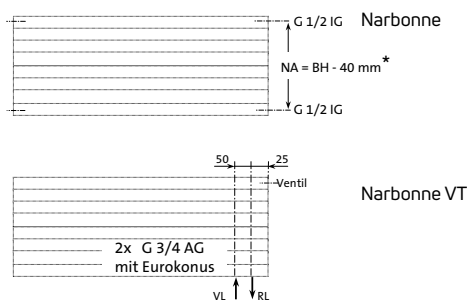 G 1/2 IG
Narbonne
NA = BH - 40 mm*
G 1/2 IG
50
25
Ventil
Narbonne VT
2x G 3/4 AG
mit Eurokonus
VL
RL